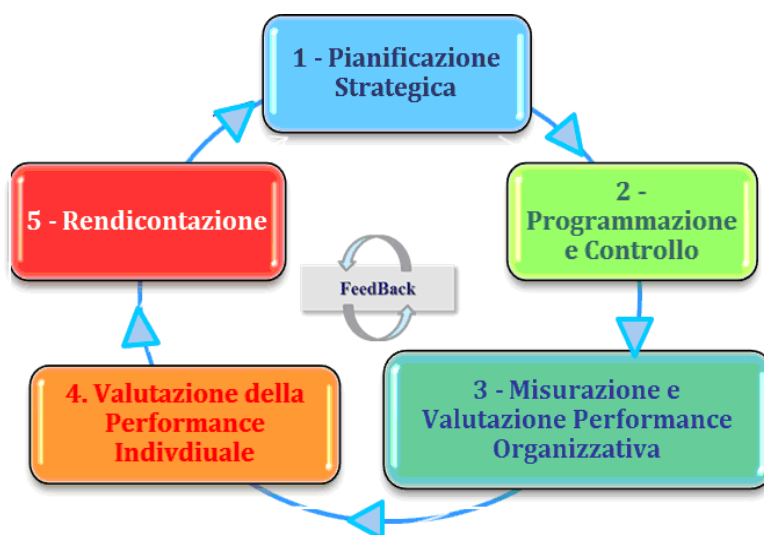 1 - Pianificazione
Strategica
2 -
Programmazione
e Controllo
3 - Misurazione e
Valutazione Performance
Organizzativa
4. Valutazione della
Performance
Indivdiuale
5 - Rendicontazione
FeedBack